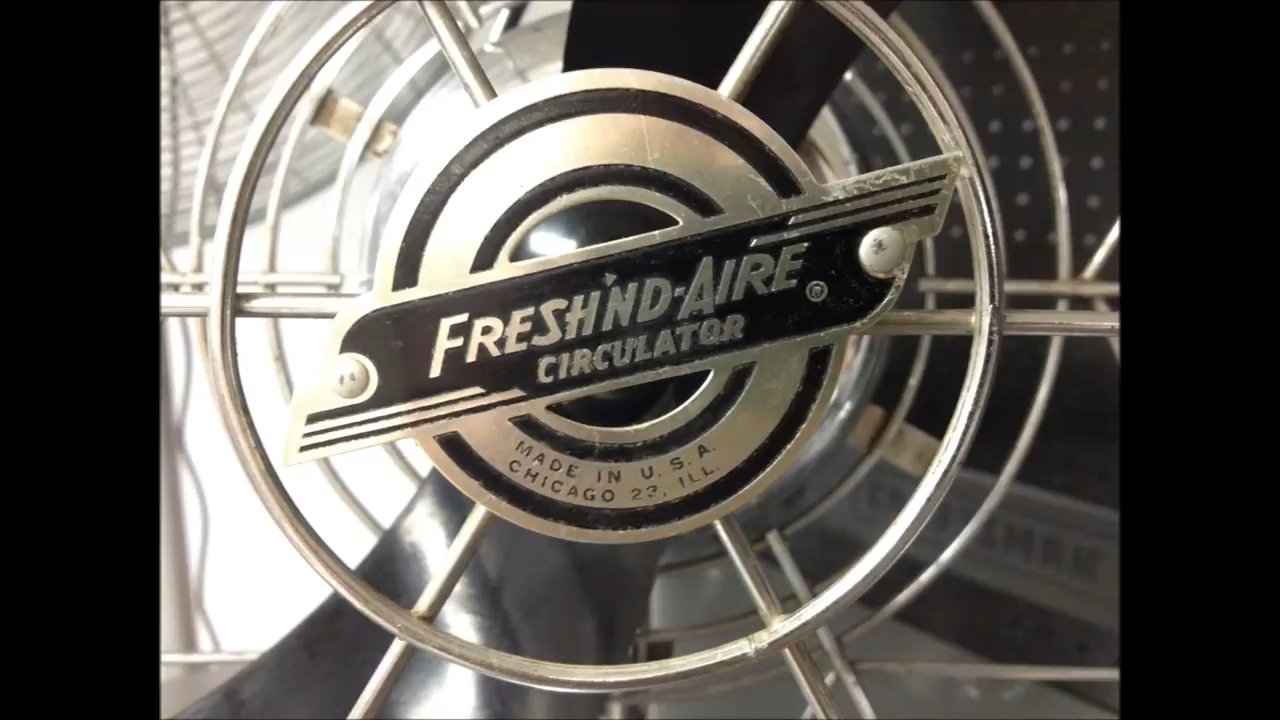 FRESH'ND-AIRE ®
CIRCULATOR
MADE IN U.S.A.
CHICAGO 23, ILL.